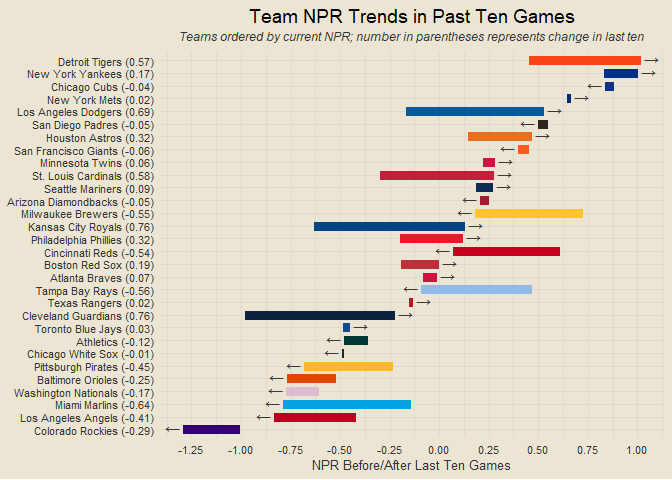 Team NPR Trends in Past Ten Games
Teams ordered by current NPR; number in parentheses represents change in last ten
Detroit Tigers (0.57)
New York Yankees (0.17)
Chicago Cubs (-0.04)
New York Mets (0.02)
Los Angeles Dodgers (0.69)
San Diego Padres (-0.05)
Houston Astros (0.32)
San Francisco Giants (-0.06)
Minnesota Twins (0.06)
St. Louis Cardinals (0.58)
Seattle Mariners (0.09)
Arizona Diamondbacks (-0.05)
Milwaukee Brewers (-0.55)
Kansas City Royals (0.76)
Philadelphia Phillies (0.32)
Cincinnati Reds (-0.54)
Boston Red Sox (0.19)
Atlanta Braves (0.07)
Tampa Bay Rays (-0.56)
Texas Rangers (0.02)
Cleveland Guardians (0.76)
Toronto Blue Jays (0.03)
Athletics (-0.12)
Chicago White Sox (-0.01)
Pittsburgh Pirates (-0.45)
Baltimore Orioles (-0.25)
Washington Nationals (-0.17)
Miami Marlins (-0.64)
Los Angeles Angels (-0.41)
Colorado Rockies (-0.29)
-1.25 -1.00 -0.75 -0.50 -0.25 0.00 0.25 0.50 0.75 1.00
NPR Before/After Last Ten Games